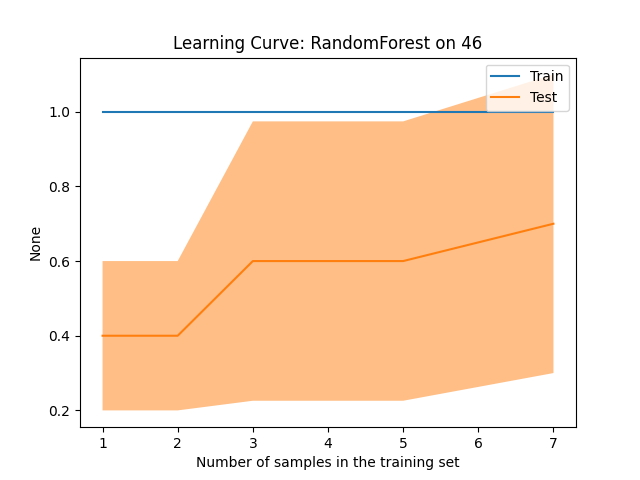 Learning Curve: RandomForest on 46
Train
Test
1.0
0.8
0.6
0.4
0.2
None
1 2 3 4 5 6 7
Number of samples in the training set